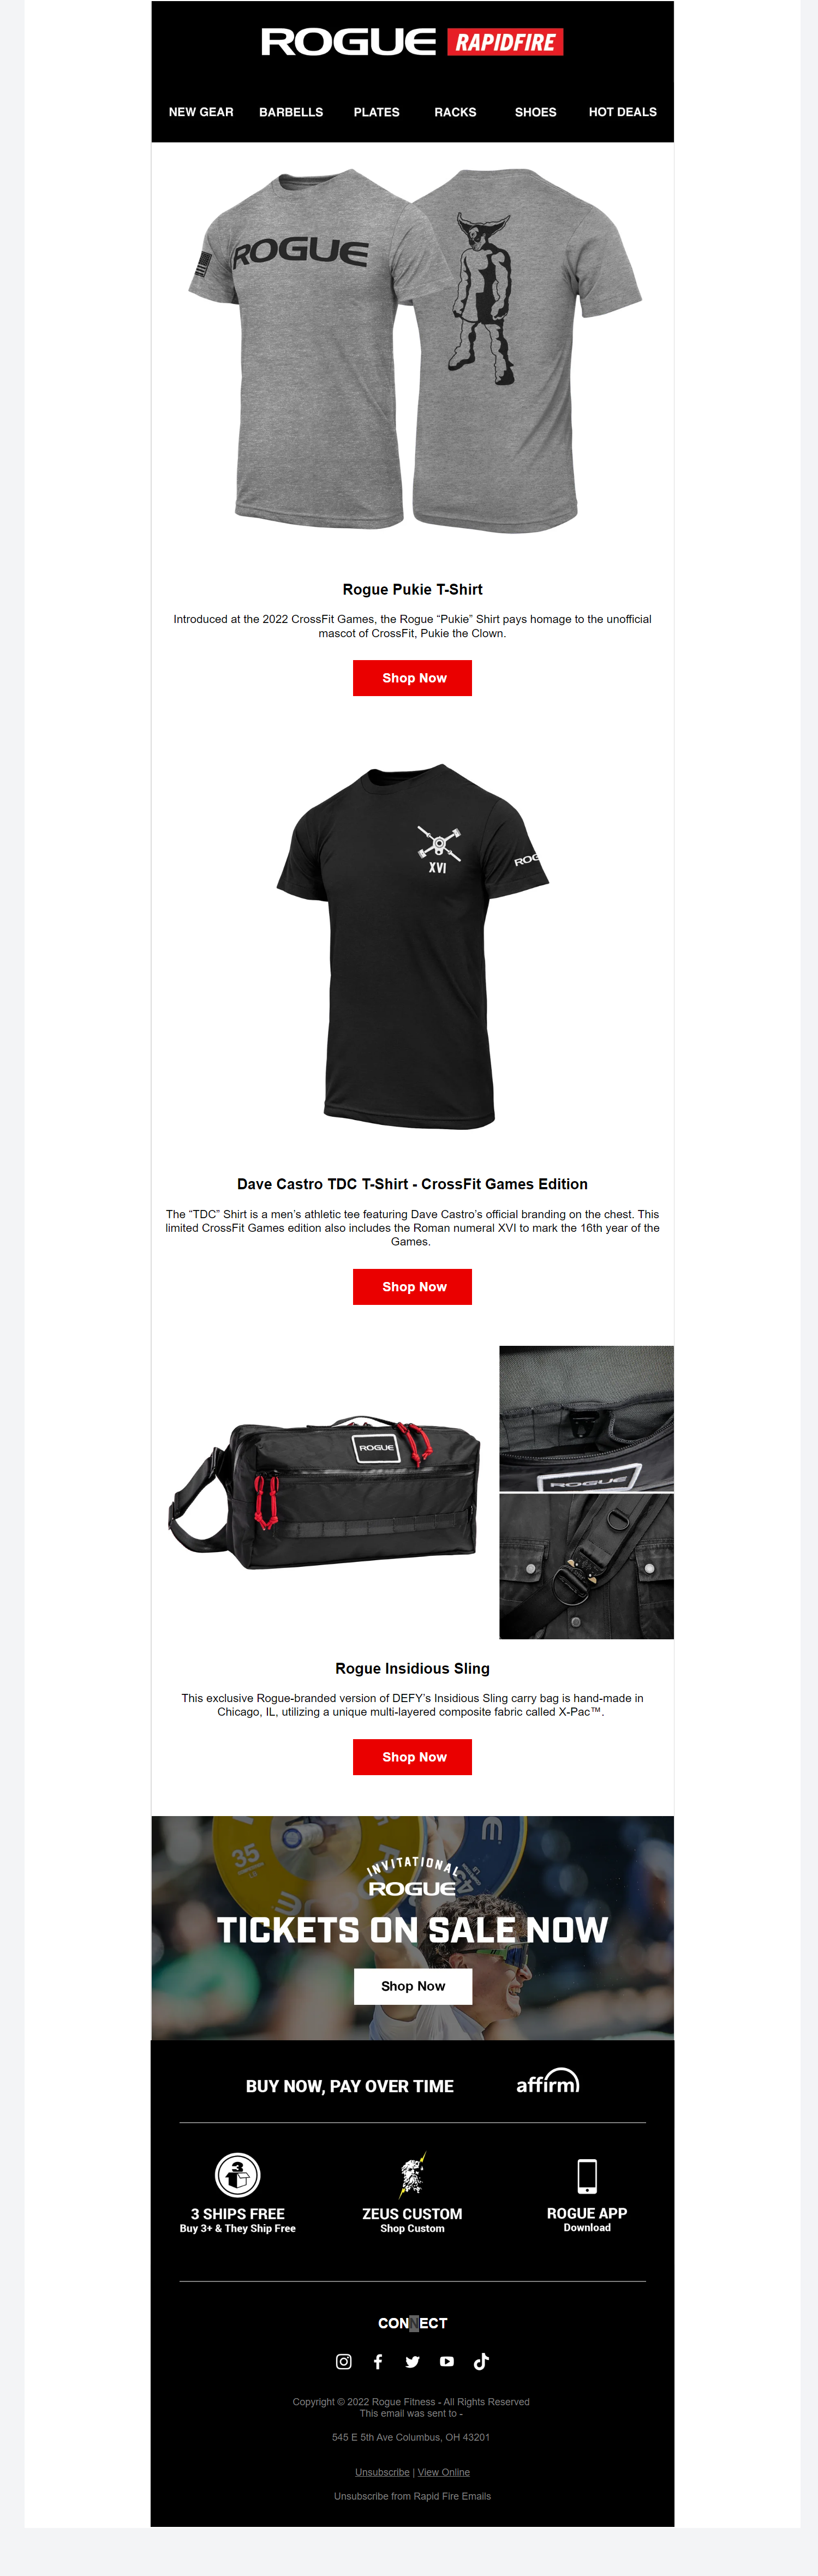 ROGUE RAPIDFIRE
NEW GEAR BARBELLS PLATES RACKS SHOES HOT DEALS
ROGUE
Rogue Pukie T-Shirt
Introduced at the 2022 CrossFit Games, the Rogue “Pukie” Shirt pays homage to the unofficial
mascot of CrossFit, Pukie the Clown.
Shop Now
XVI
ROG
Dave Castro TDC T-Shirt - CrossFit Games Edition
The “TDC” Shirt is a men’s athletic tee featuring Dave Castro’s official branding on the chest. This
limited CrossFit Games edition also includes the Roman numeral XVI to mark the 16th year of the
Games.
Shop Now
ROGUE
ROGUE
Rogue Insidious Sling
This exclusive Rogue-branded version of DEFY’s Insidious Sling carry bag is hand-made in
Chicago, IL, utilizing a unique multi-layered composite fabric called X-Pac™.
Shop Now
35
INVITATIONAL
ROGUE
TICKETS ON SALE NOW
Shop Now
BUY NOW, PAY OVER TIME affirm
3
3 SHIPS FREE
Buy 3+ & They Ship Free
ZEUS CUSTOM
Shop Custom
ROGUE APP
Download
CONNECT
Copyright © 2022 Rogue Fitness - All Rights Reserved
This email was sent to -
545 E 5th Ave Columbus, OH 43201
Unsubscribe | View Online
Unsubscribe from Rapid Fire Emails